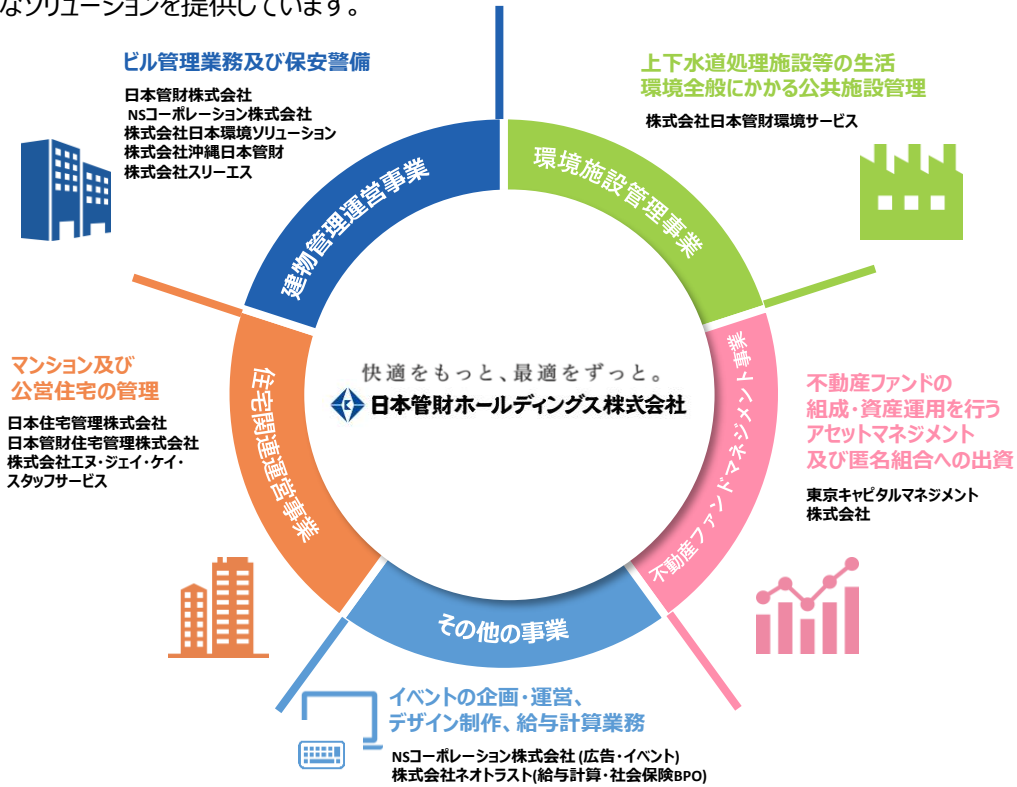 なソリューションを提供しています。
ビル管理業務及び保安警備
日本管財株式会社
NSコーポレーション株式会社
株式会社日本環境ソリューション
株式会社沖縄日本管財
株式会社スリーエス
上下水道処理施設等の生活
環境全般にかかる公共施設管理
株式会社日本管財環境サービス
建物管理運営事業
環境施設管理事業
マンション及び
公営住宅の管理
日本住宅管理株式会社
日本管財住宅管理株式会社
株式会社エヌ・ジェイ・ケイ・
スタッフサービス
住宅関連運営事業
快適をもっと、最適をずっと。
日本管財ホールディングス株式会社
不動産ファンドマネジメント事業
不動産ファンドの
組成・資産運用を行う
アセットマネジメント
及び匿名組合への出資
東京キャピタルマネジメント
株式会社
その他の事業
イベントの企画・運営、
デザイン制作、給与計算業務
NSコーポレーション株式会社 (広告・イベント)
株式会社ネオトラスト(給与計算・社会保険BPO)